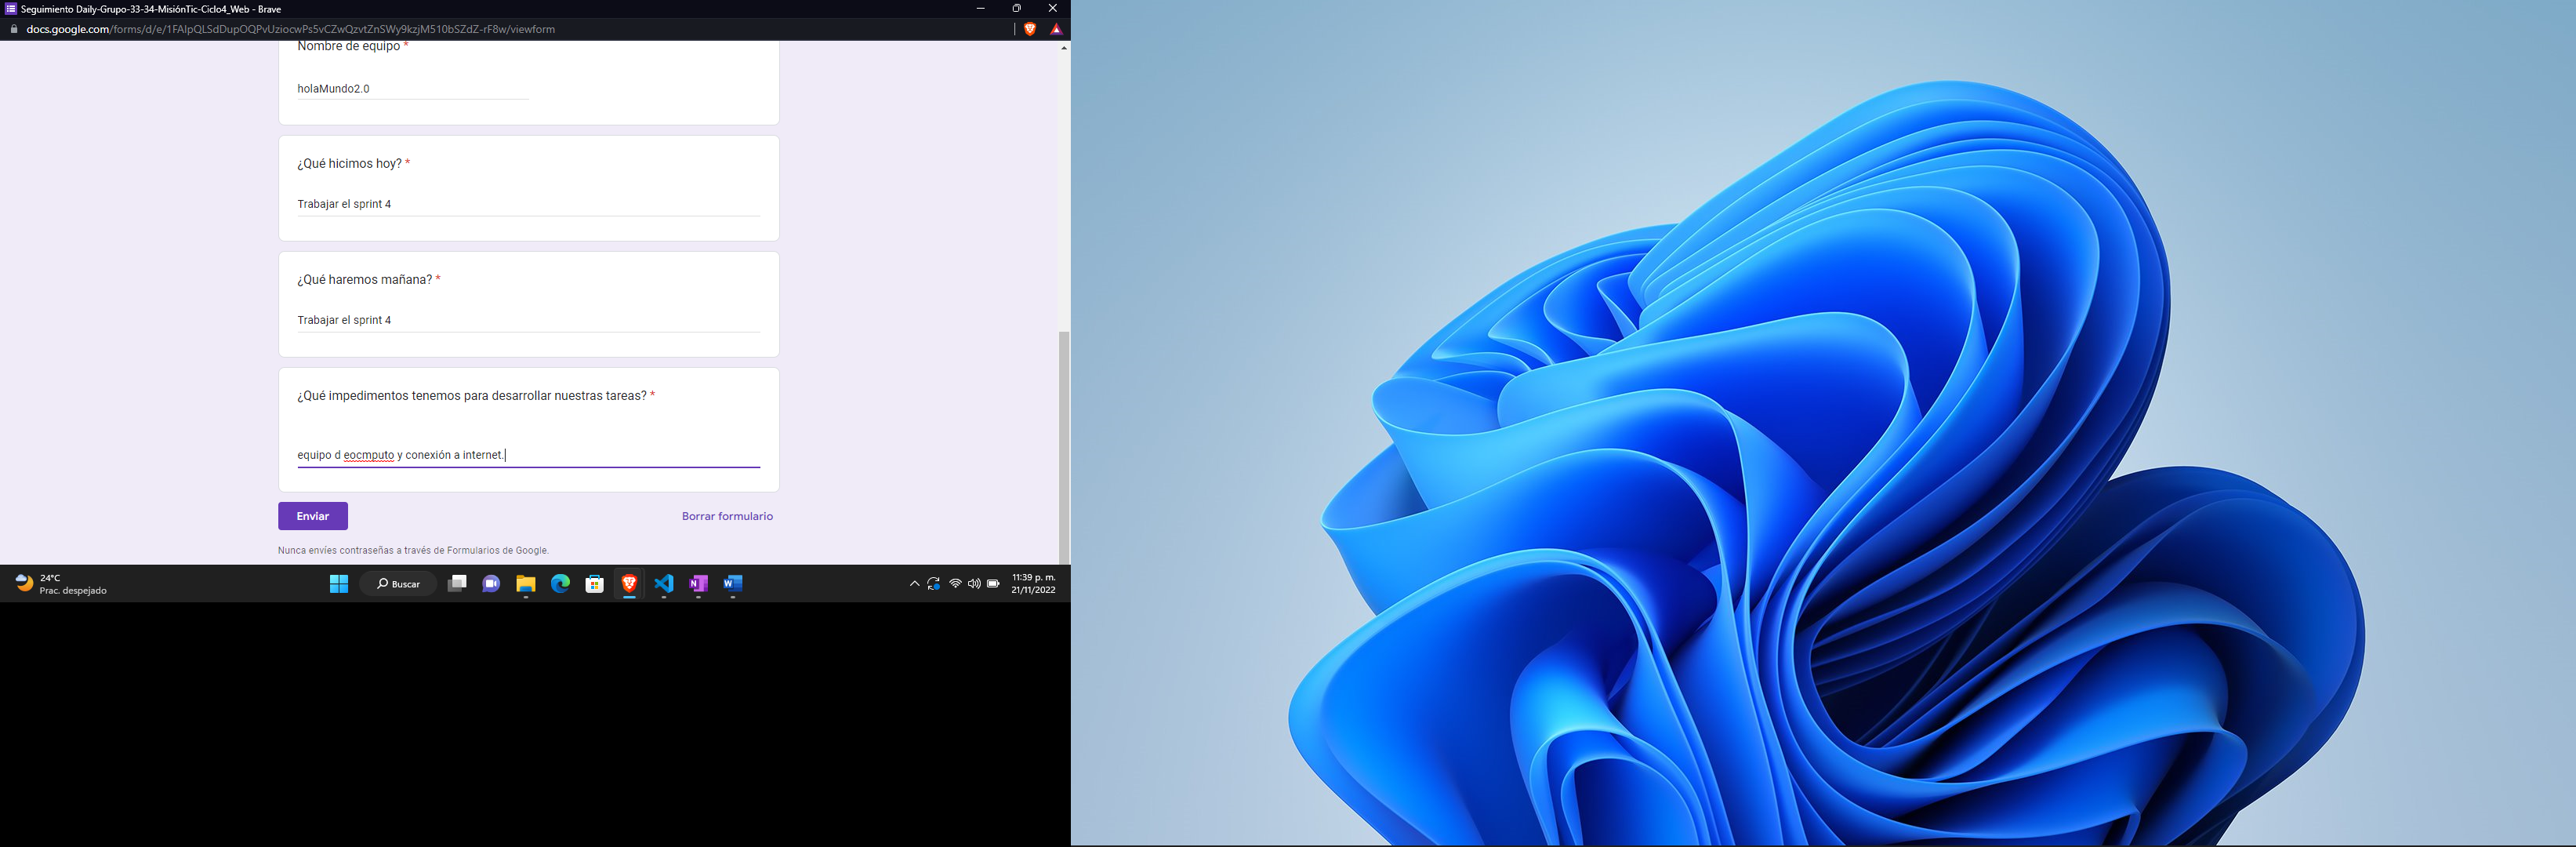 Seguimiento Daily-Grupo-33-34-MisiónTic-Ciclo4_Web - Brave
docs.google.com/forms/d/e/1FAIpQLSdDupOQPvUziocwPs5vCZwQzvtZnSWy9kzjM510bSZdZ-rF8w/viewform
Nombre de equipo *
holaMundo2.0
¿Qué hicimos hoy? *
Trabajar el sprint 4
¿Qué haremos mañana? *
Trabajar el sprint 4
¿Qué impedimentos tenemos para desarrollar nuestras tareas? *
equipo d eocmputo y conexión a internet.
Enviar
Borrar formulario
Nunca envíes contraseñas a través de Formularios de Google.
24°C
Prac. despejado
Buscar
11:39 p. m.
21/11/2022